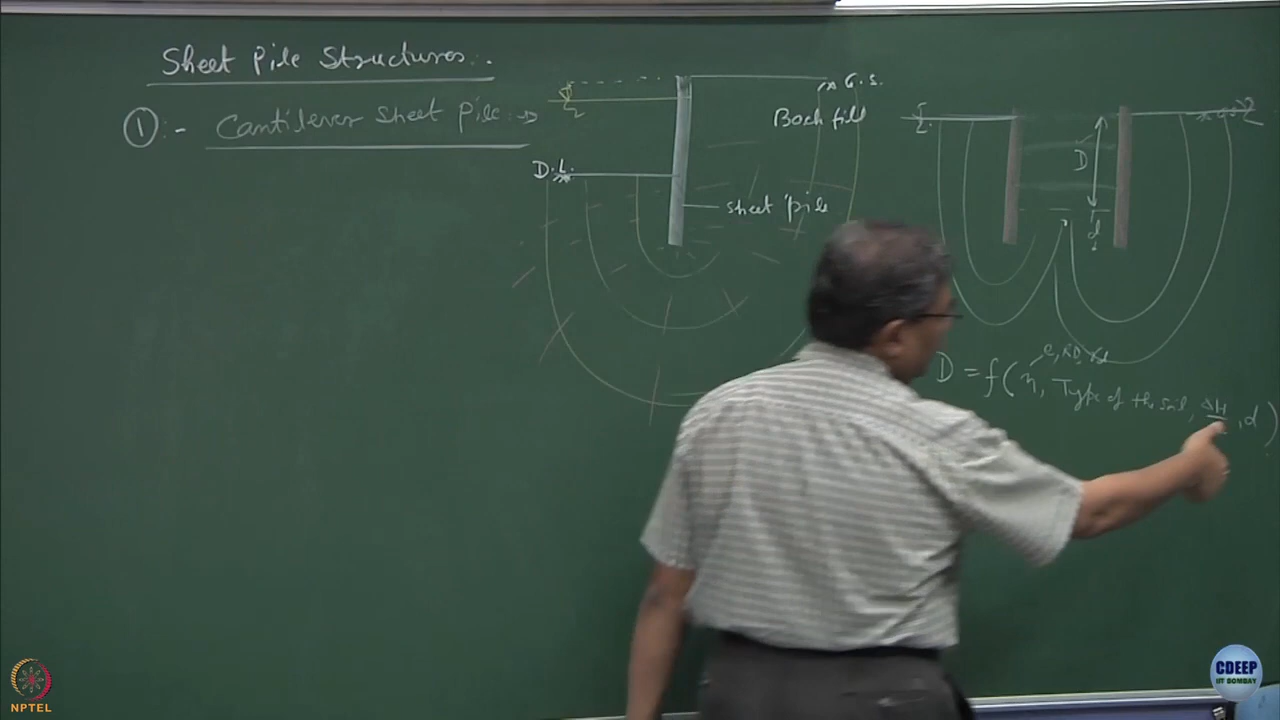 Sheet Pile Structures.
①:- Cantilever Sheet Pile :→
G.S.
Back fill
D.L.
sheet pile
D
d
e, RD, γd
D = f(η, Type of the soil, ΔH, d)
NPTEL
CDEEP
IIT BOMBAY